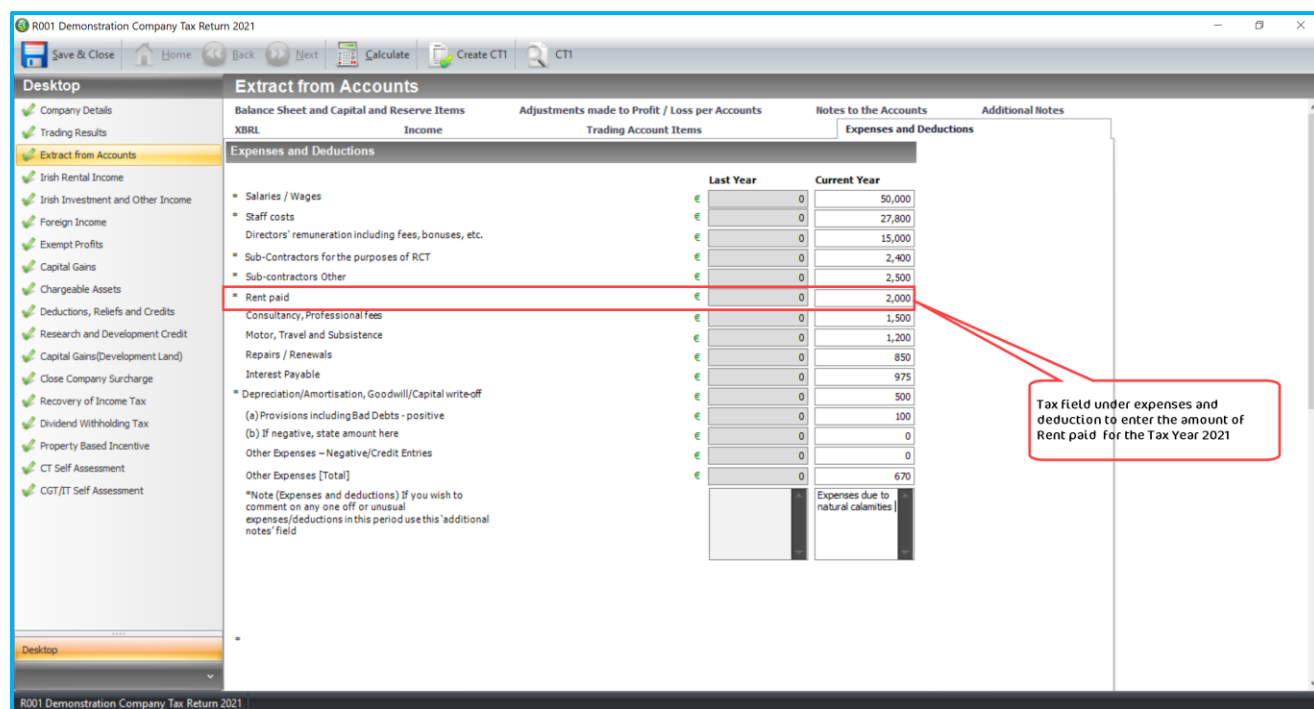 R001 Demonstration Company Tax Return 2021
Save & Close Home Back Next Calculate Create CT1 CT1
Desktop
Company Details
Trading Results
Extract from Accounts
Irish Rental Income
Irish Investment and Other Income
Foreign Income
Exempt Profits
Capital Gains
Chargeable Assets
Deductions, Reliefs and Credits
Research and Development Credit
Capital Gains(Development Land)
Close Company Surcharge
Recovery of Income Tax
Dividend Withholding Tax
Property Based Incentive
CT Self Assessment
CGT/IT Self Assessment
Desktop
Extract from Accounts
Balance Sheet and Capital and Reserve Items Adjustments made to Profit / Loss per Accounts Notes to the Accounts Additional Notes
XBRL Income Trading Account Items Expenses and Deductions
Expenses and Deductions
Last Year Current Year
* Salaries / Wages € 0 50,000
* Staff costs € 0 27,800
Directors' remuneration including fees, bonuses, etc. € 0 15,000
* Sub-Contractors for the purposes of RCT € 0 2,400
* Sub-contractors Other € 0 2,500
* Rent paid € 0 2,000
Consultancy, Professional fees € 0 1,500
Motor, Travel and Subsistence € 0 1,200
Repairs / Renewals € 0 850
Interest Payable € 0 975
* Depreciation/Amortisation, Goodwill/Capital write-off € 0 500
(a) Provisions including Bad Debts - positive € 0 100
(b) If negative, state amount here € 0 0
Other Expenses – Negative/Credit Entries € 0 0
Other Expenses [Total] € 0 670
*Note (Expenses and deductions) If you wish to
comment on any one off or unusual
expenses/deductions in this period use this 'additional
notes' field
Expenses due to
natural calamities
*
Tax field under expenses and
deduction to enter the amount of
Rent paid for the Tax Year 2021
R001 Demonstration Company Tax Return 2021